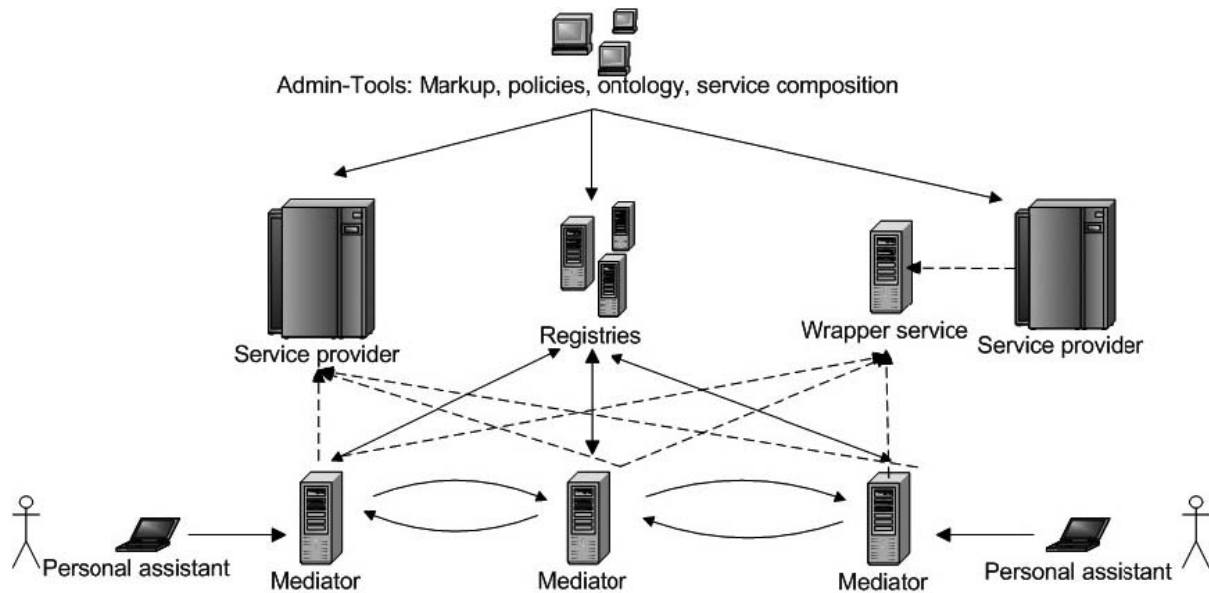 Admin-Tools: Markup, policies, ontology, service composition
Service provider
Registries
Wrapper service
Service provider
Personal assistant
Mediator
Mediator
Mediator
Personal assistant